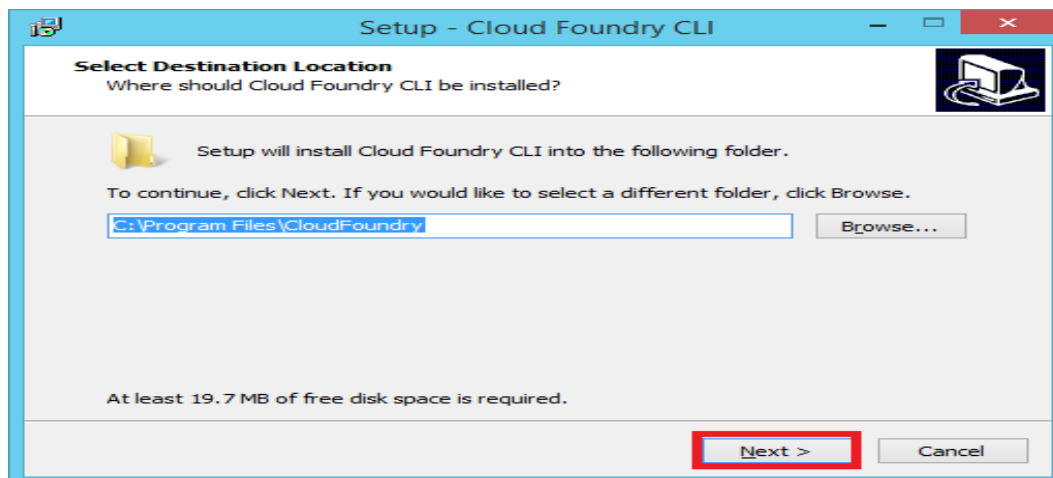 Setup - Cloud Foundry CLI
Select Destination Location
Where should Cloud Foundry CLI be installed?
Setup will install Cloud Foundry CLI into the following folder.
To continue, click Next. If you would like to select a different folder, click Browse.
C:\Program Files\CloudFoundry
Browse...
At least 19.7 MB of free disk space is required.
Next >
Cancel